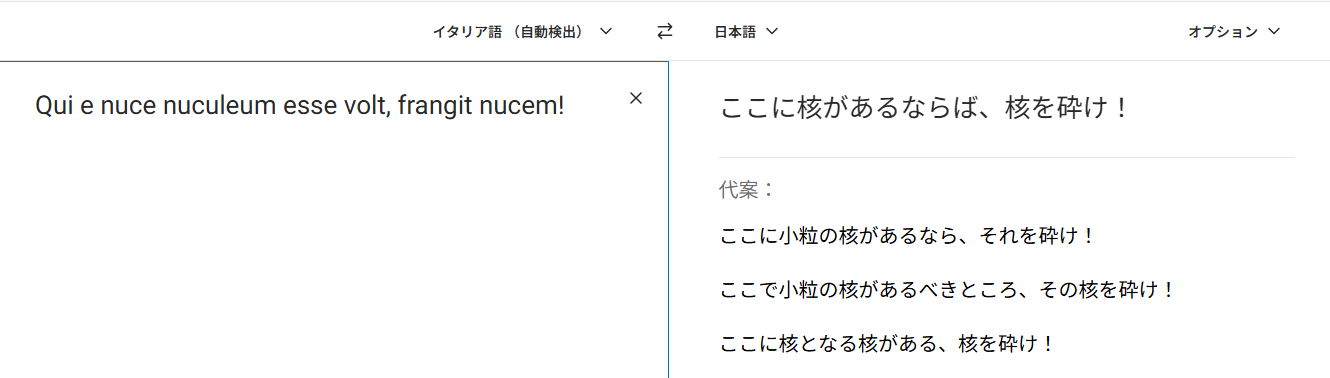 イタリア語 （自動検出） 日本語 オプション
Qui e nuce nuculeum esse volt, frangit nucem!
ここに核があるならば、核を砕け！
代案：
ここに小粒の核があるなら、それを砕け！
ここで小粒の核があるべきところ、その核を砕け！
ここに核となる核がある、核を砕け！